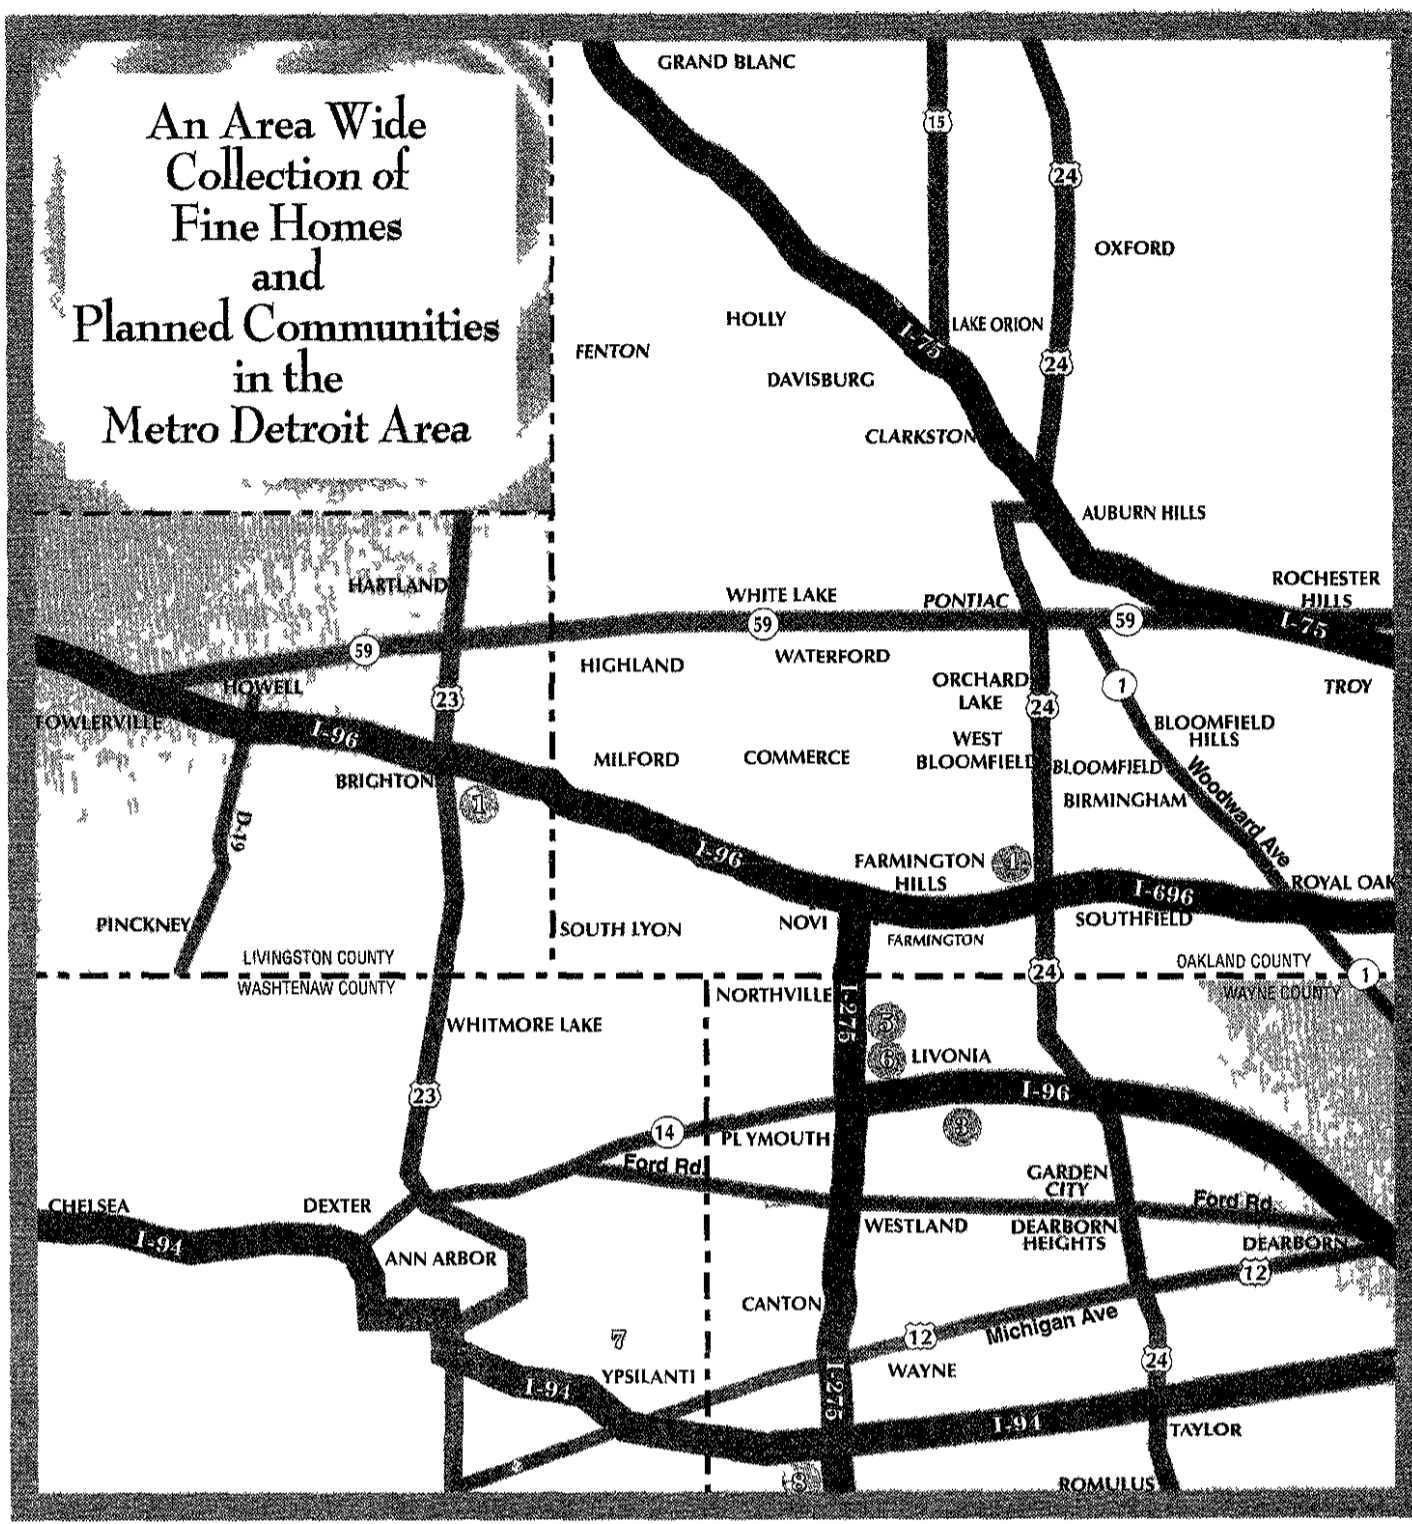 An Area Wide
Collection of
Fine Homes
and
Planned Communities
in the
Metro Detroit Area
GRAND BLANC
15
24
OXFORD
HOLLY
I-75
LAKE ORION
FENTON
24
DAVISBURG
CLARKSTON
AUBURN HILLS
HARTLAND
WHITE LAKE
PONTIAC
ROCHESTER
HILLS
59
59
I-75
59
HIGHLAND
WATERFORD
HOWELL
23
ORCHARD
LAKE
24
1
TROY
FOWLERVILLE
I-96
BLOOMFIELD
HILLS
WEST
BLOOMFIELD
MILFORD
COMMERCE
BLOOMFIELD
BRIGHTON
1
BIRMINGHAM
Woodward Ave
D-19
I-96
FARMINGTON
HILLS
4
I-696
ROYAL OAK
PINCKNEY
SOUTH LYON
NOVI
SOUTHFIELD
FARMINGTON
LIVINGSTON COUNTY
WASHTENAW COUNTY
24
OAKLAND COUNTY
WAYNE COUNTY
1
NORTHVILLE
I-275
WHITMORE LAKE
5
6
LIVONIA
23
I-96
14
PLYMOUTH
3
Ford Rd.
GARDEN
CITY
CHELSEA
DEXTER
Ford Rd.
WESTLAND
DEARBORN
HEIGHTS
I-94
ANN ARBOR
DEARBORN
12
CANTON
7
12
Michigan Ave
YPSILANTI
WAYNE
24
I-94
I-275
I-94
TAYLOR
8
ROMULUS